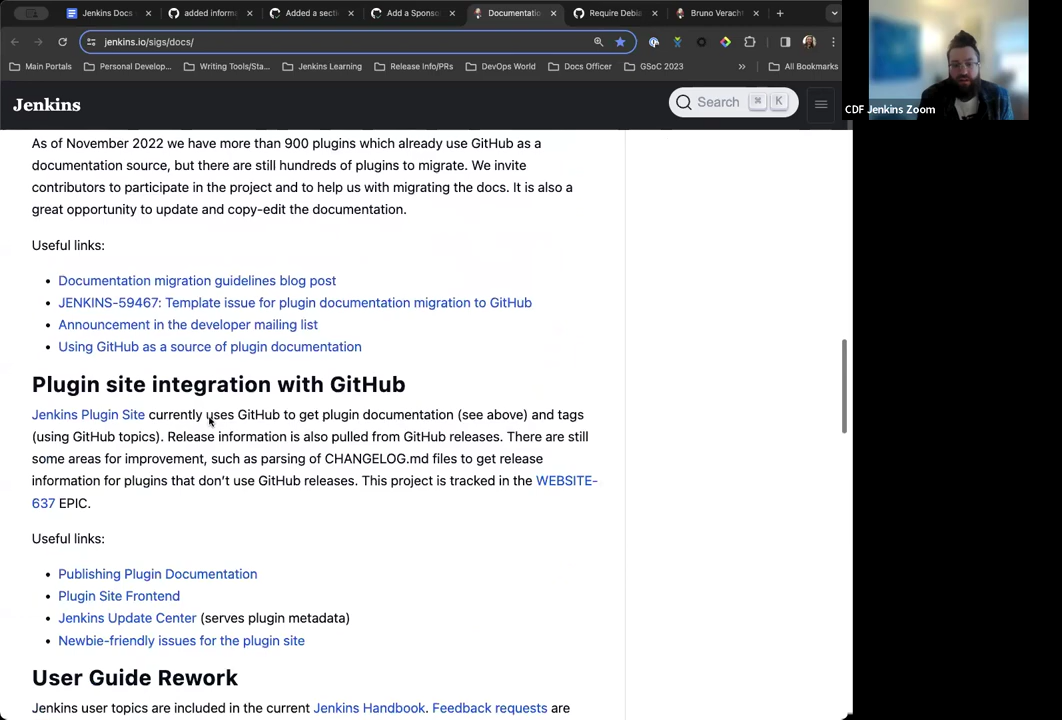 Jenkins Docs
added inform
Added a secti
Add a Sponso
Documentatio
Require Debia
Bruno Veracht
jenkins.io/sigs/docs/
Main Portals
Personal Develop...
Writing Tools/Sta...
Jenkins Learning
Release Info/PRs
DevOps World
Docs Officer
GSoC 2023
»
All Bookmarks
Jenkins
Search ⌘ K
CDF Jenkins Zoom
As of November 2022 we have more than 900 plugins which already use GitHub as a
documentation source, but there are still hundreds of plugins to migrate. We invite
contributors to participate in the project and to help us with migrating the docs. It is also a
great opportunity to update and copy-edit the documentation.
Useful links:
• Documentation migration guidelines blog post
• JENKINS-59467: Template issue for plugin documentation migration to GitHub
• Announcement in the developer mailing list
• Using GitHub as a source of plugin documentation
Plugin site integration with GitHub
Jenkins Plugin Site currently uses GitHub to get plugin documentation (see above) and tags
(using GitHub topics). Release information is also pulled from GitHub releases. There are still
some areas for improvement, such as parsing of CHANGELOG.md files to get release
information for plugins that don't use GitHub releases. This project is tracked in the WEBSITE-
637 EPIC.
Useful links:
• Publishing Plugin Documentation
• Plugin Site Frontend
• Jenkins Update Center (serves plugin metadata)
• Newbie-friendly issues for the plugin site
User Guide Rework
Jenkins user topics are included in the current Jenkins Handbook. Feedback requests are